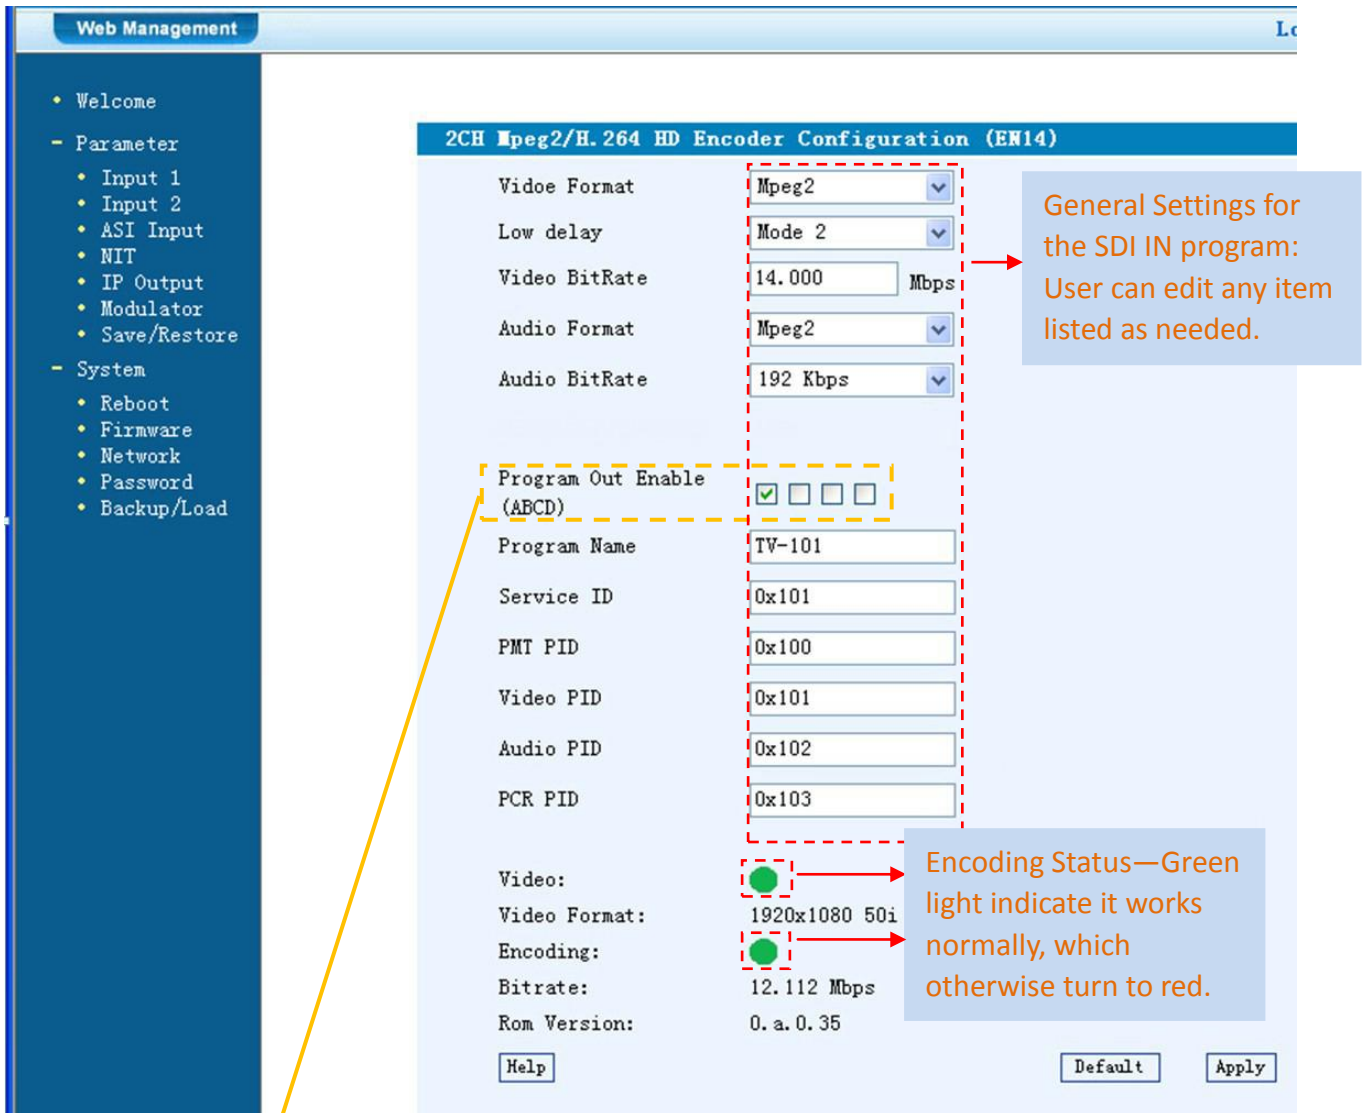 Web Management
Welcome
Parameter
Input 1
Input 2
ASI Input
NIT
IP Output
Modulator
Save/Restore
System
Reboot
Firmware
Network
Password
Backup/Load
2CH Mpeg2/H.264 HD Encoder Configuration (EN14)
Vidoe Format Mpeg2
Low delay Mode 2
Video BitRate 14.000 Mbps
Audio Format Mpeg2
Audio BitRate 192 Kbps
Program Out Enable
(ABCD)
Program Name TV-101
Service ID 0x101
PMT PID 0x100
Video PID 0x101
Audio PID 0x102
PCR PID 0x103
Video:
Video Format: 1920x1080 50i
Encoding:
Bitrate: 12.112 Mbps
Rom Version: 0.a.0.35
Help Default Apply
General Settings for
the SDI IN program:
User can edit any item
listed as needed.
Encoding Status—Green
light indicate it works
normally, which
otherwise turn to red.